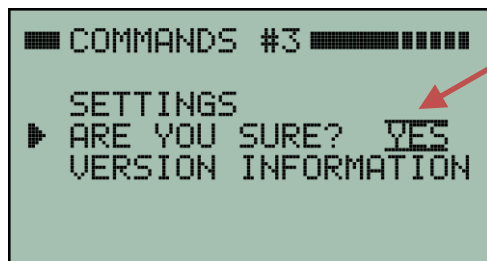 COMMANDS #3
SETTINGS
ARE YOU SURE? YES
VERSION INFORMATION